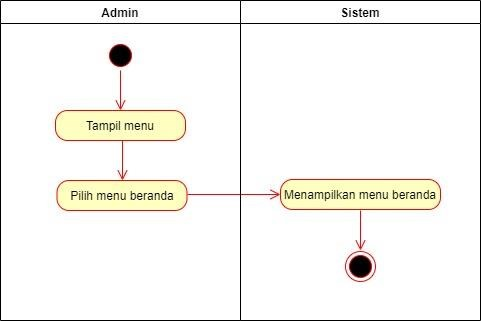 Admin
Sistem
Tampil menu
Pilih menu beranda
Menampilkan menu beranda